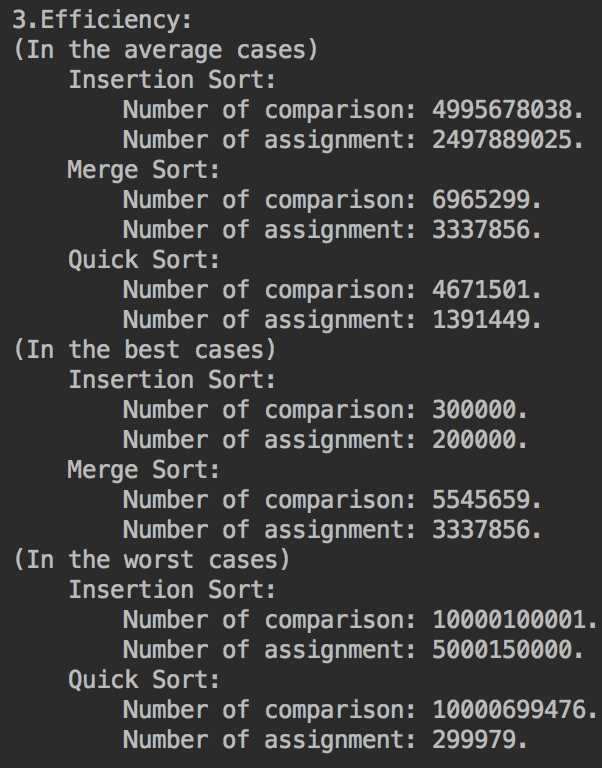 3.Efficiency:
(In the average cases)
Insertion Sort:
Number of comparison: 4995678038.
Number of assignment: 2497889025.
Merge Sort:
Number of comparison: 6965299.
Number of assignment: 3337856.
Quick Sort:
Number of comparison: 4671501.
Number of assignment: 1391449.
(In the best cases)
Insertion Sort:
Number of comparison: 300000.
Number of assignment: 200000.
Merge Sort:
Number of comparison: 5545659.
Number of assignment: 3337856.
(In the worst cases)
Insertion Sort:
Number of comparison: 10000100001.
Number of assignment: 5000150000.
Quick Sort:
Number of comparison: 10000699476.
Number of assignment: 299979.